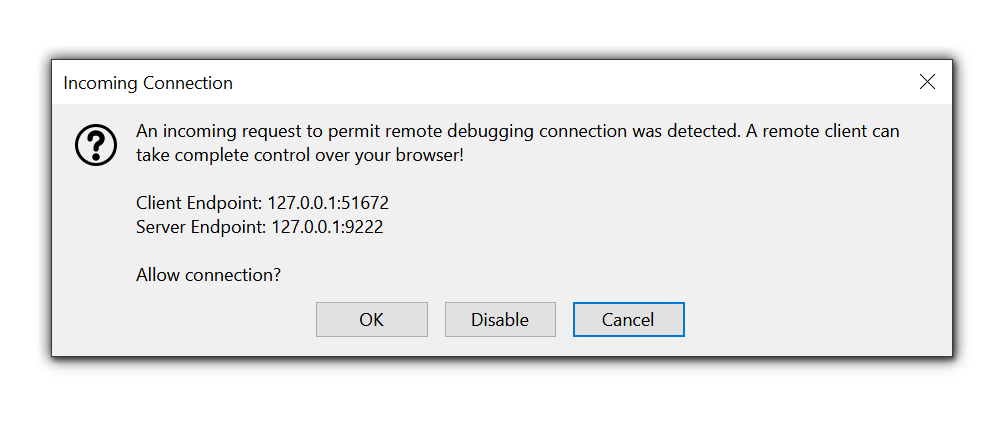 Incoming Connection
An incoming request to permit remote debugging connection was detected. A remote client can
take complete control over your browser!
Client Endpoint: 127.0.0.1:51672
Server Endpoint: 127.0.0.1:9222
Allow connection?
OK
Disable
Cancel